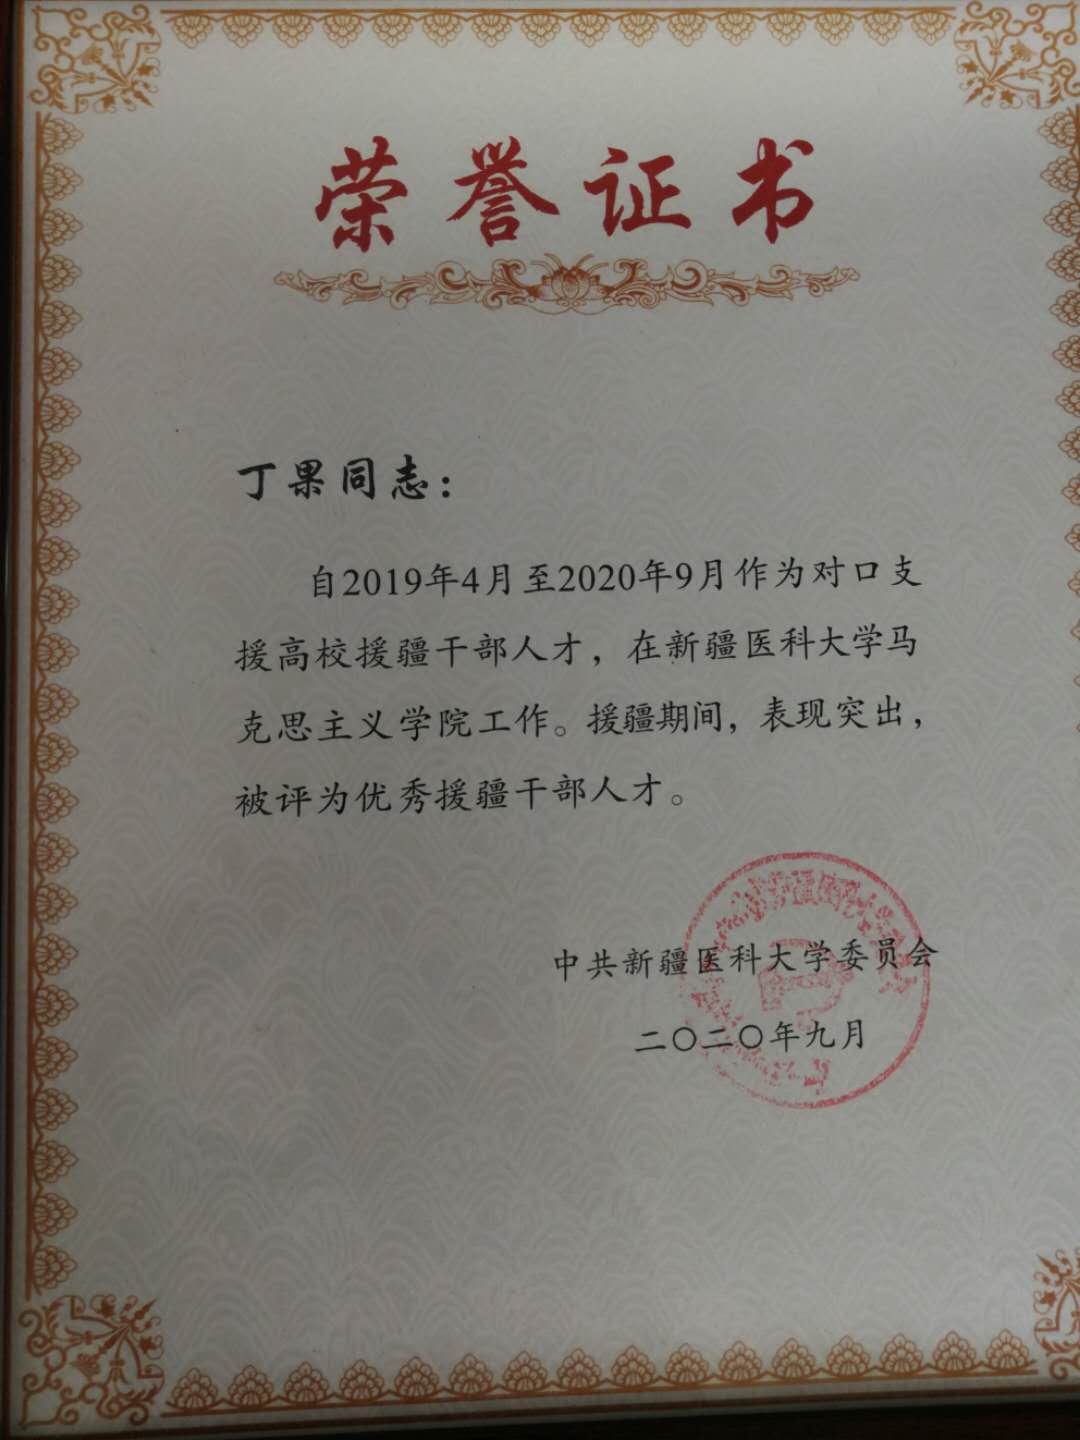 荣誉证书
丁果同志：
自2019年4月至2020年9月作为对口支
援高校援疆干部人才，在新疆医科大学马
克思主义学院工作。援疆期间，表现突出，
被评为优秀援疆干部人才。
中共新疆医科大学委员会
二〇二〇年九月